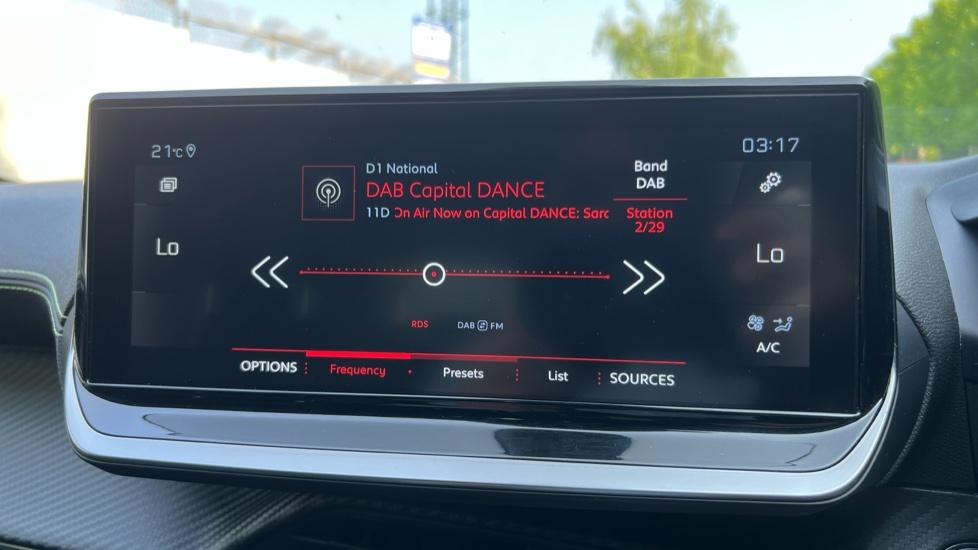 21°C
03:17
D1 National
DAB Capital DANCE
11D On Air Now on Capital DANCE: Sarc
Band
DAB
Station
2/29
Lo
Lo
RDS
DAB FM
A/C
OPTIONS
Frequency
Presets
List
SOURCES